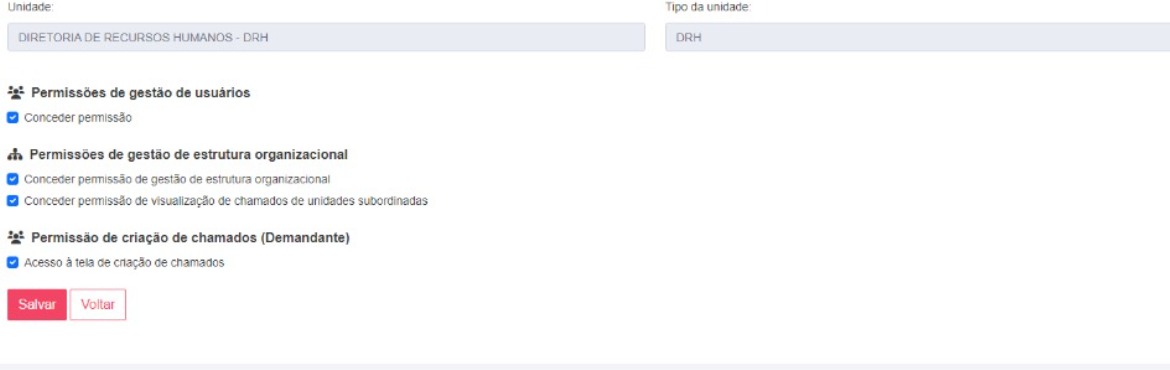 Unidade:
Tipo da unidade:
DIRETORIA DE RECURSOS HUMANOS - DRH
DRH
Permissões de gestão de usuários
Conceder permissão
Permissões de gestão de estrutura organizacional
Conceder permissão de gestão de estrutura organizacional
Conceder permissão de visualização de chamados de unidades subordinadas
Permissão de criação de chamados (Demandante)
Acesso à tela de criação de chamados
Salvar
Voltar